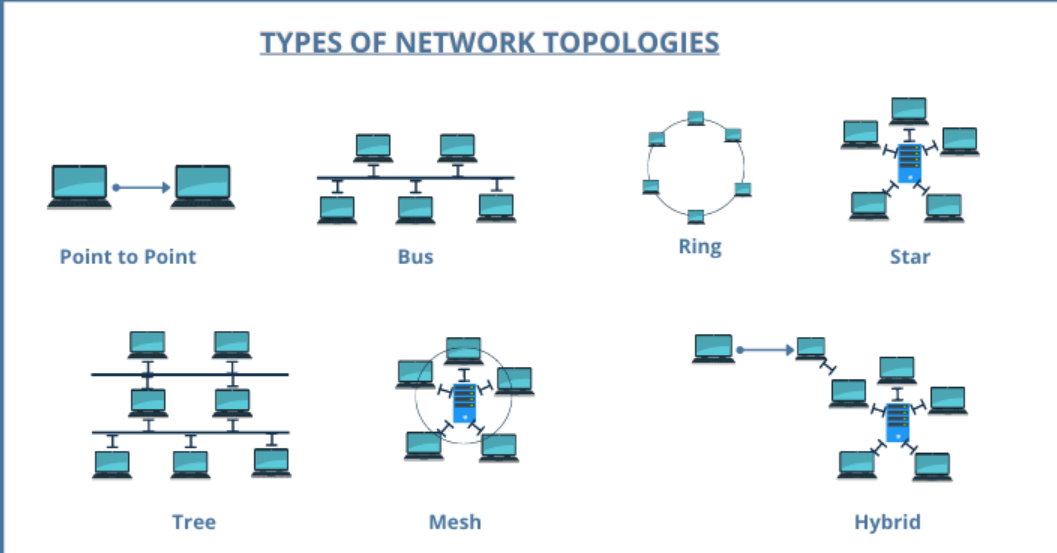 TYPES OF NETWORK TOPOLOGIES
Point to Point
Bus
Ring
Star
Tree
Mesh
Hybrid